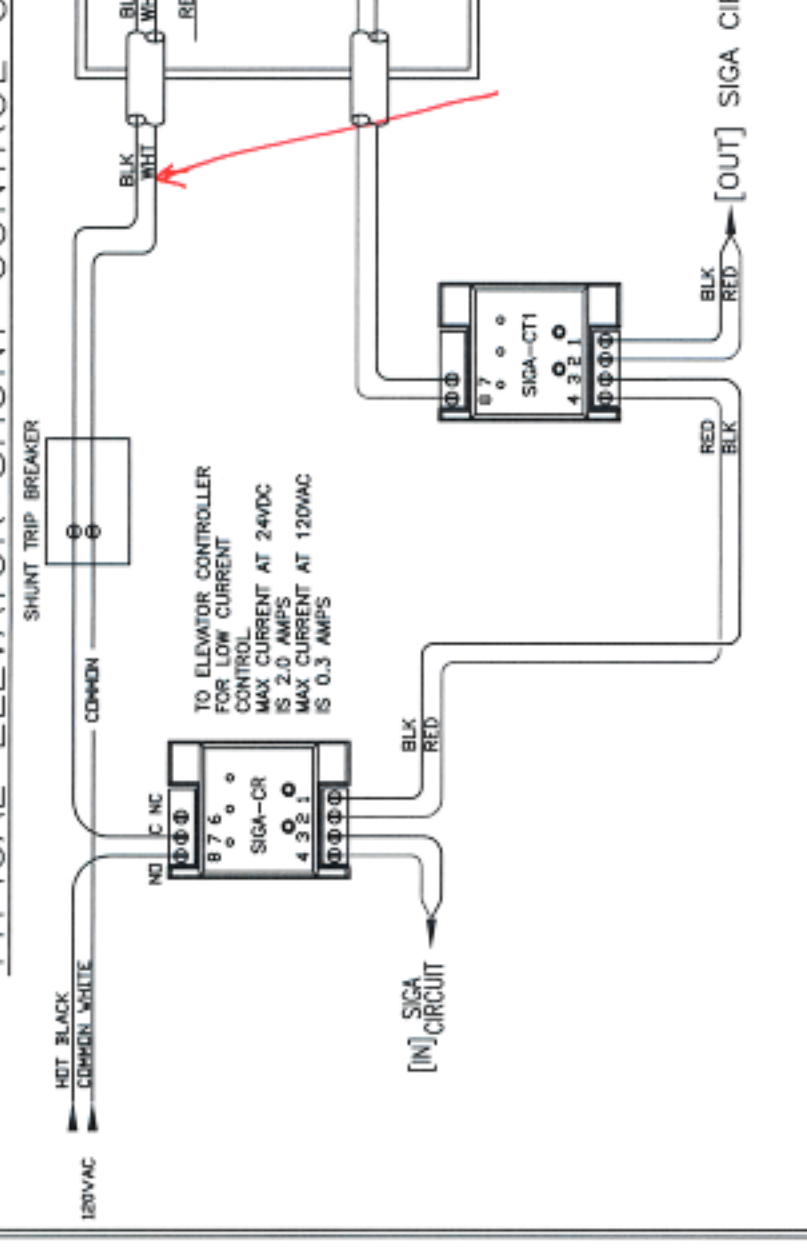 BLK
WHT
[OUT] SIGA
BLK
RED
SIGA-CT1
8 7
4 3 2 1
RED
BLK
SHUNT TRIP BREAKER
TO ELEVATOR CONTROLLER
FOR LOW CURRENT
CONTROL.
MAX CURRENT AT 24VDC
IS 2.0 AMPS
MAX CURRENT AT 120VAC
IS 0.3 AMPS
COMMON
BLK
RED
NO C NC
8 7 6
SIGA-CR
4 3 2 1
[IN] SIGA
CIRCUIT
HOT BLACK
COMMON WHITE
120VAC